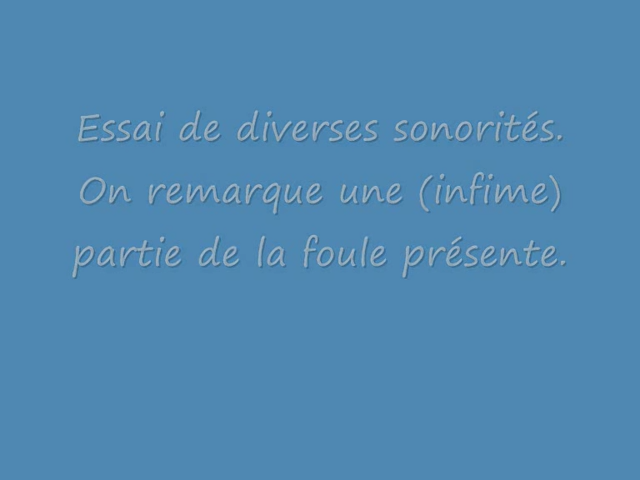 Essai de diverses sonorités.
On remarque une (infime)
partie de la foule présente.